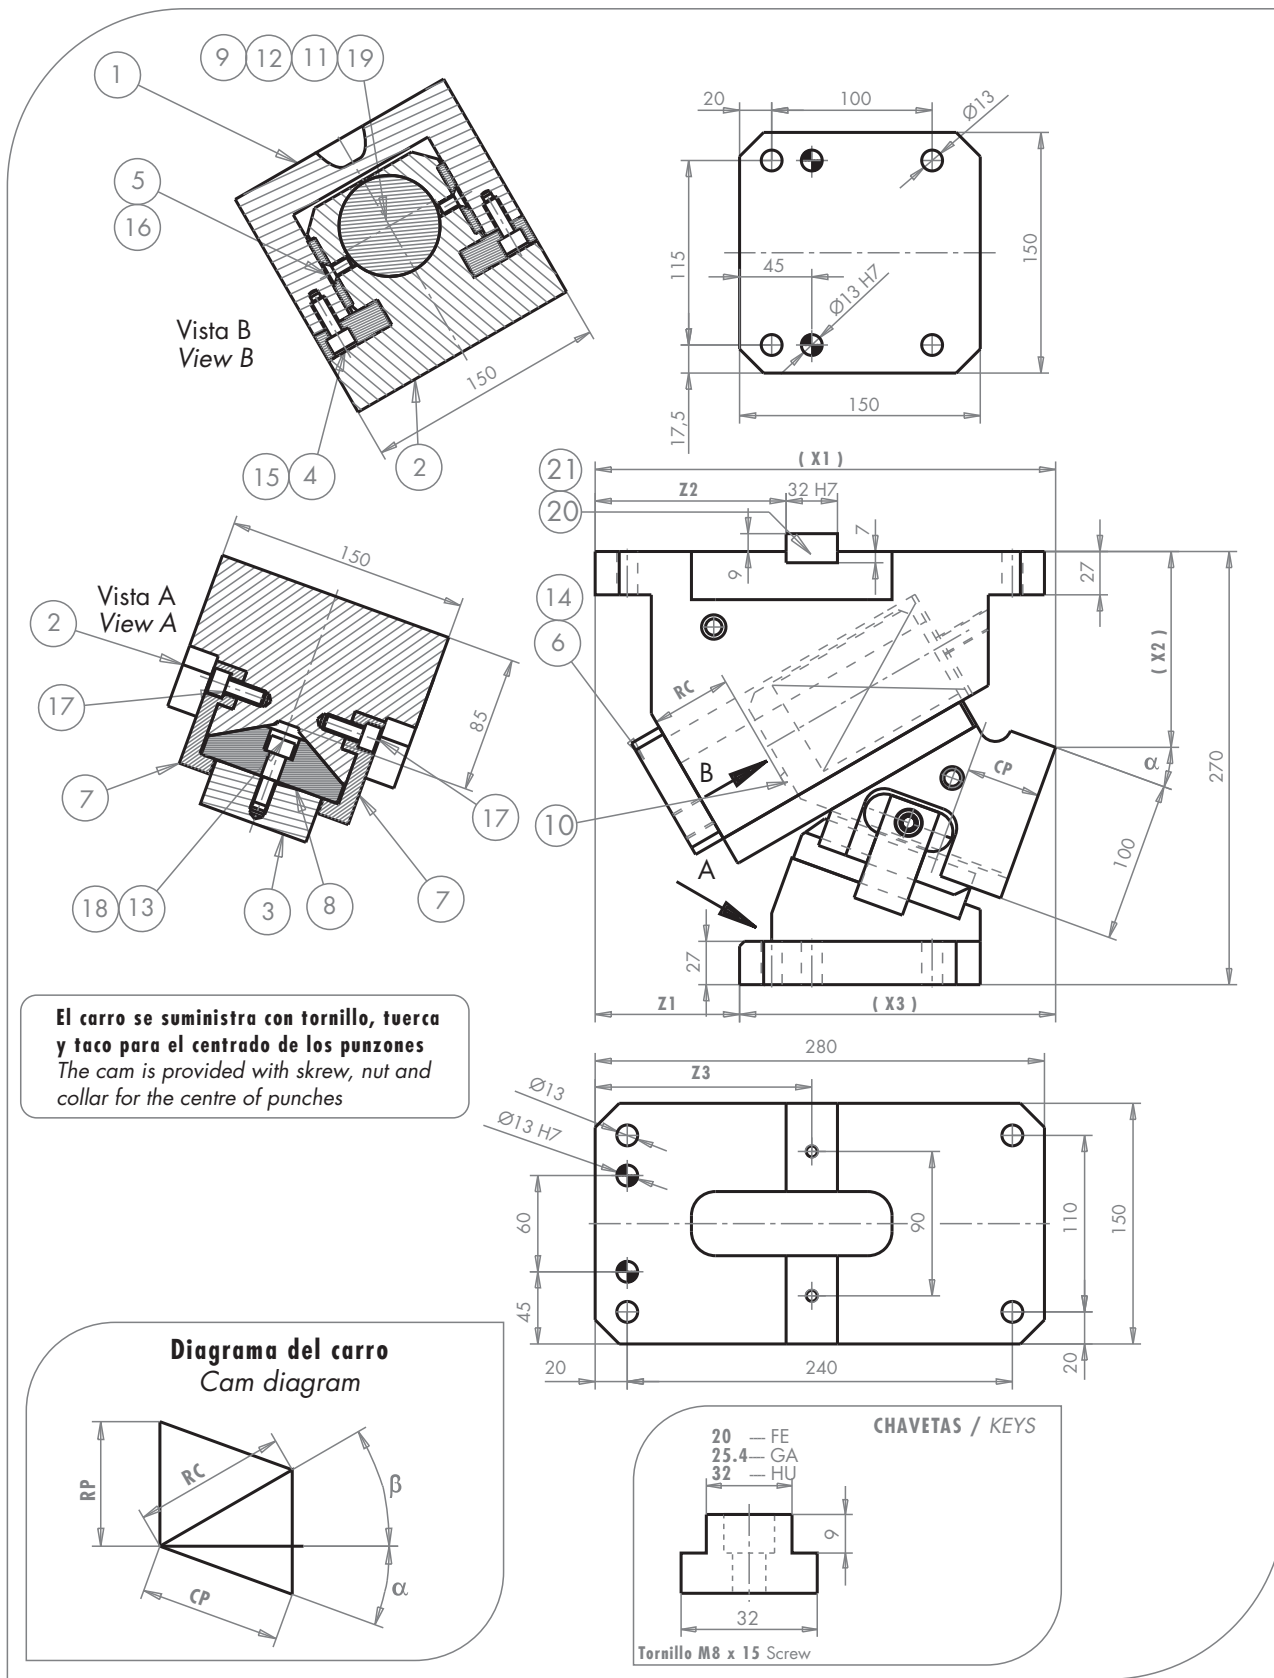 9 12 11 19
1
5
16
Vista B
View B
150
15 4
2
20
100
Ø13
115
45
Ø13 H7
150
17,5
150
( X1 )
21
20
Z2
32 H7
7
9
27
14
6
( X2 )
RC
270
B
CP
α
10
100
A
27
Z1
( X3 )
150
Vista A
View A
2
17
85
7
17
18 13
3
8
7
El carro se suministra con tornillo, tuerca
y taco para el centrado de los punzones
The cam is provided with skrew, nut and
collar for the centre of punches
280
Z3
Ø13
Ø13 H7
60
90
110
150
45
20
240
20
Diagrama del carro
Cam diagram
RP
RC
β
CP
α
CHAVETAS / KEYS
20 — FE
25.4 — GA
32 — HU
9
32
Tornillo M8 x 15 Screw